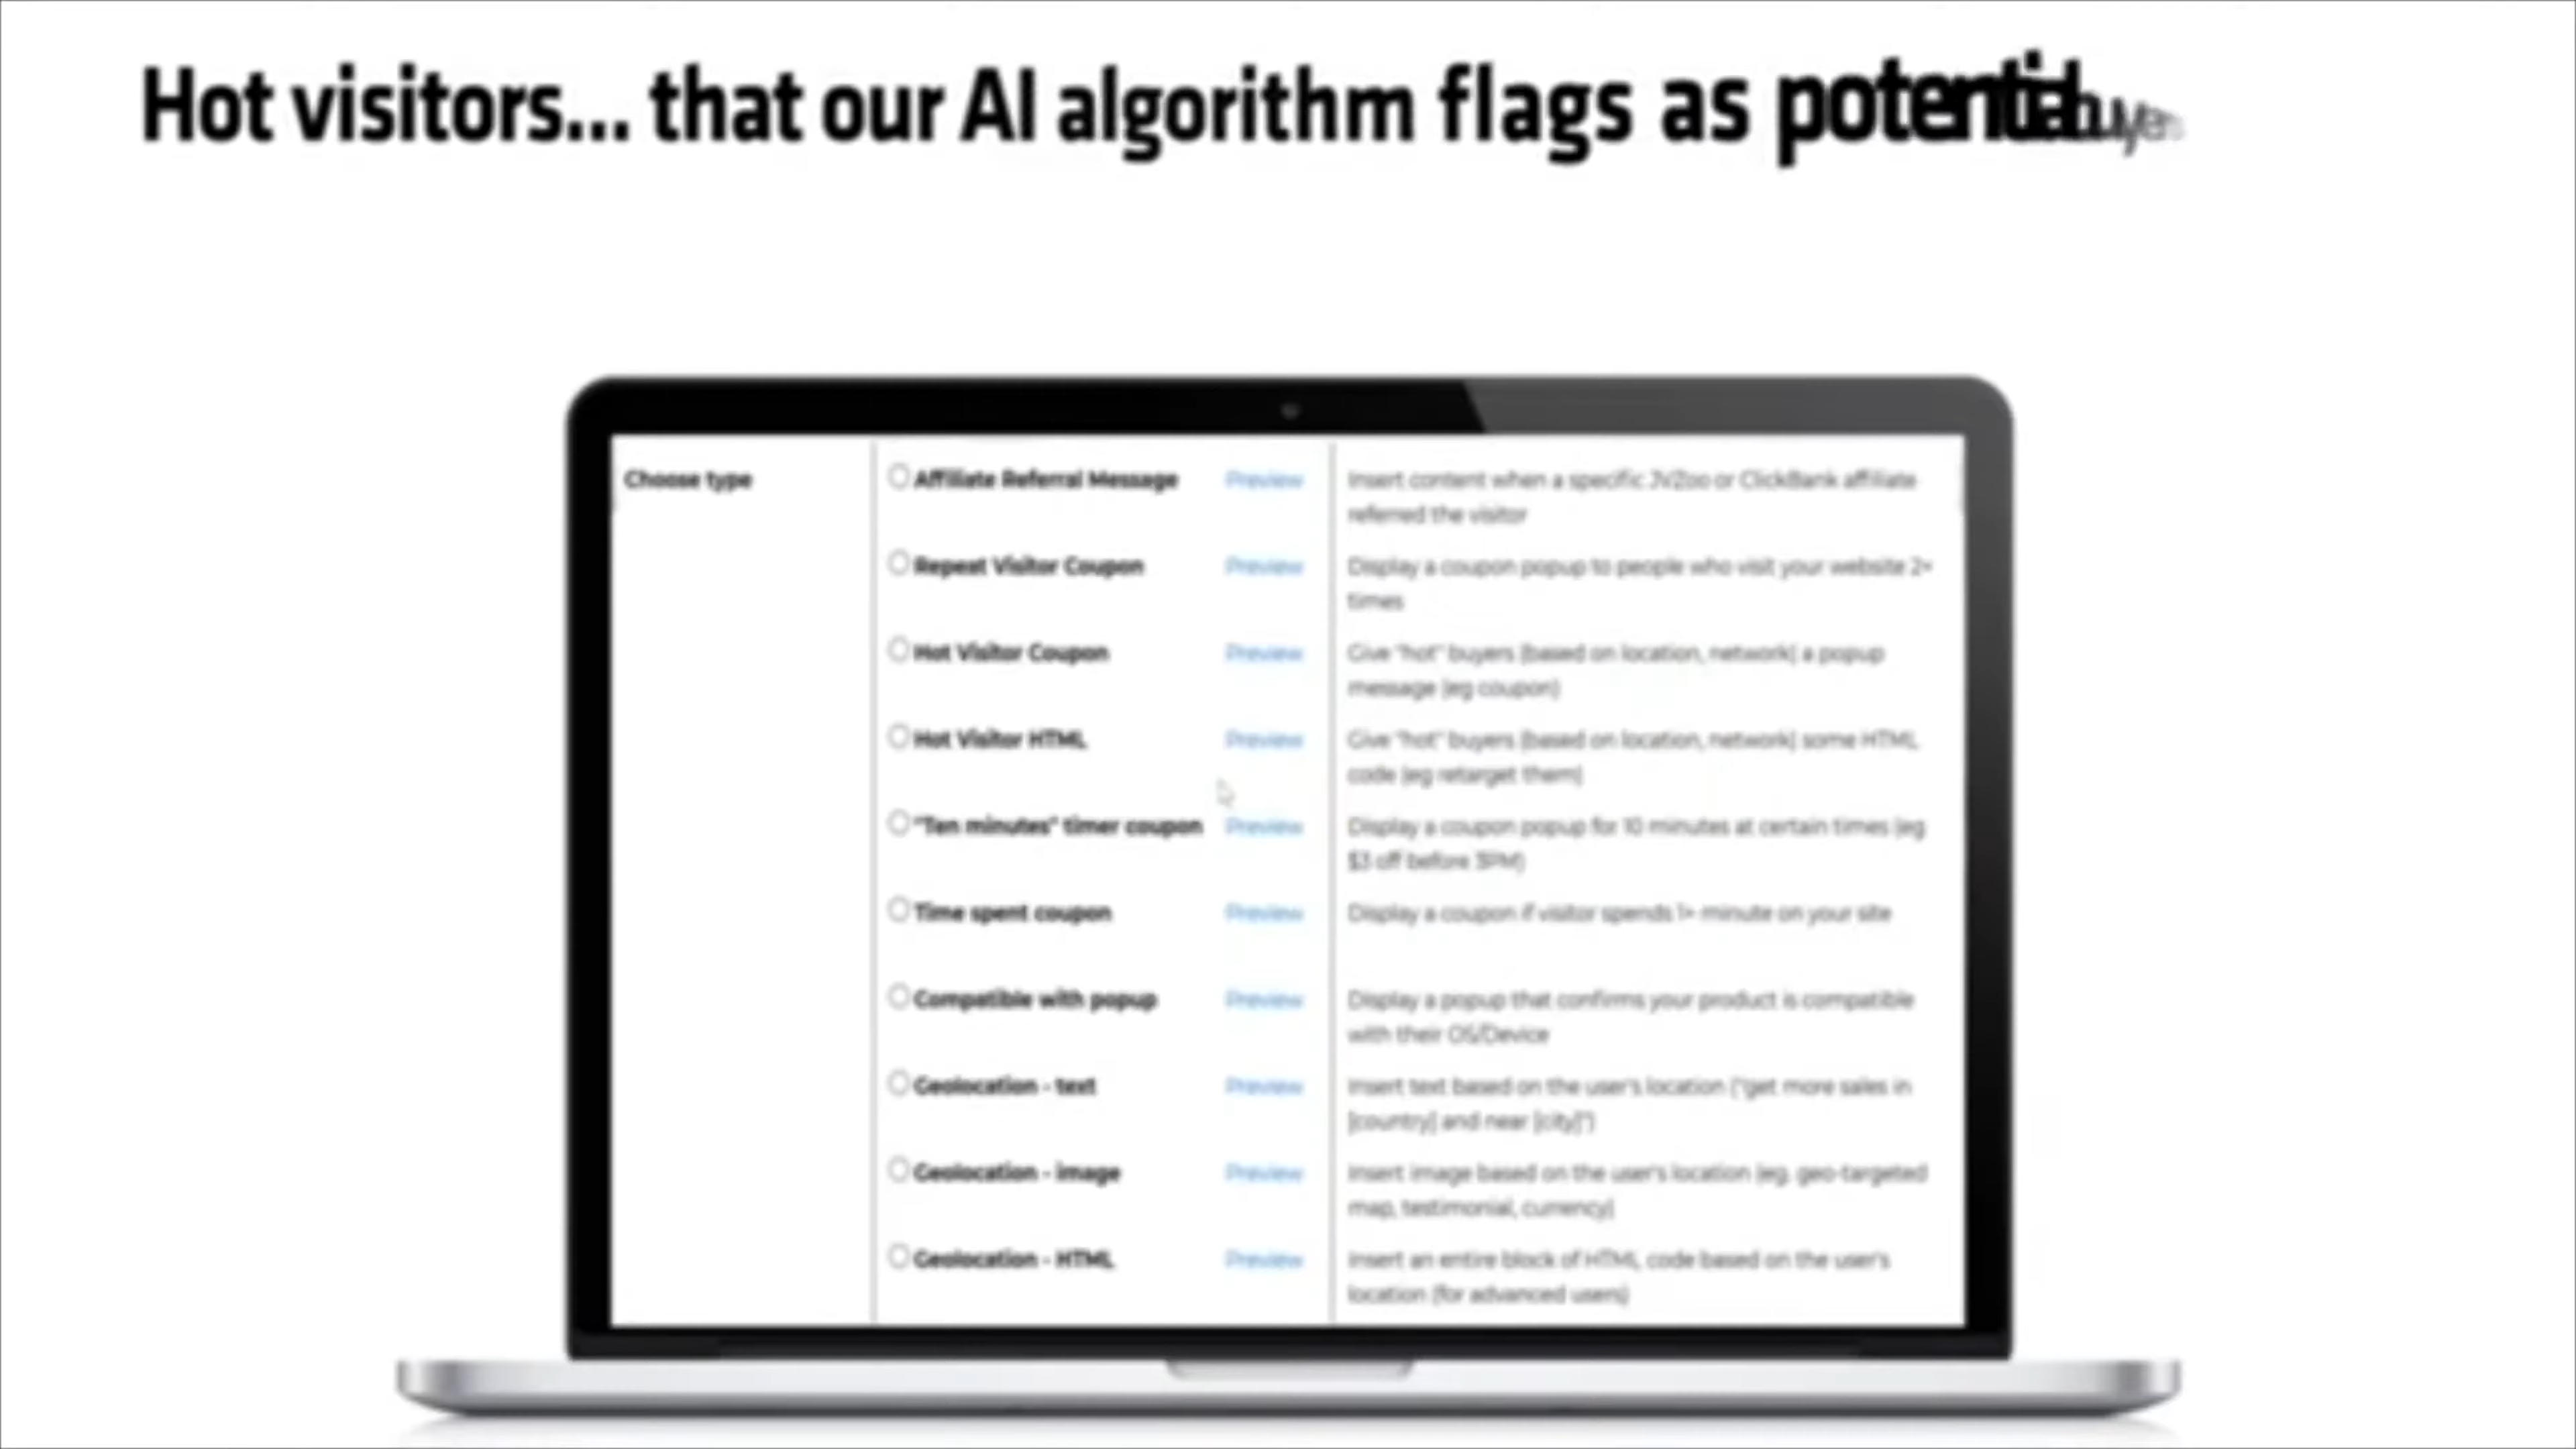 Hot visitors... that our AI algorithm flags as potential buyers
Choose type
Affiliate Referral Message Preview Insert content when a specific JVZoo or ClickBank affiliate
referred the visitor
Repeat Visitor Coupon Preview Display a coupon popup to people who visit your website 2+
times
Hot Visitor Coupon Preview Give "hot" buyers (based on location, network) a popup
message (eg coupon)
Hot Visitor HTML Preview Give "hot" buyers (based on location, network) some HTML
code (eg retarget them)
"Ten minutes" timer coupon Preview Display a coupon popup for 10 minutes at certain times (eg
$3 off before 3PM)
Time spent coupon Preview Display a coupon if visitor spends 1+ minute on your site
Compatible with popup Preview Display a popup that confirms your product is compatible
with their OS/Device
Geolocation - text Preview Insert text based on the user's location ("get more sales in
[country] and near [city]")
Geolocation - image Preview Insert image based on the user's location (eg. geo-targeted
map, testimonial, currency)
Geolocation - HTML Preview Insert an entire block of HTML code based on the user's
location (for advanced users)